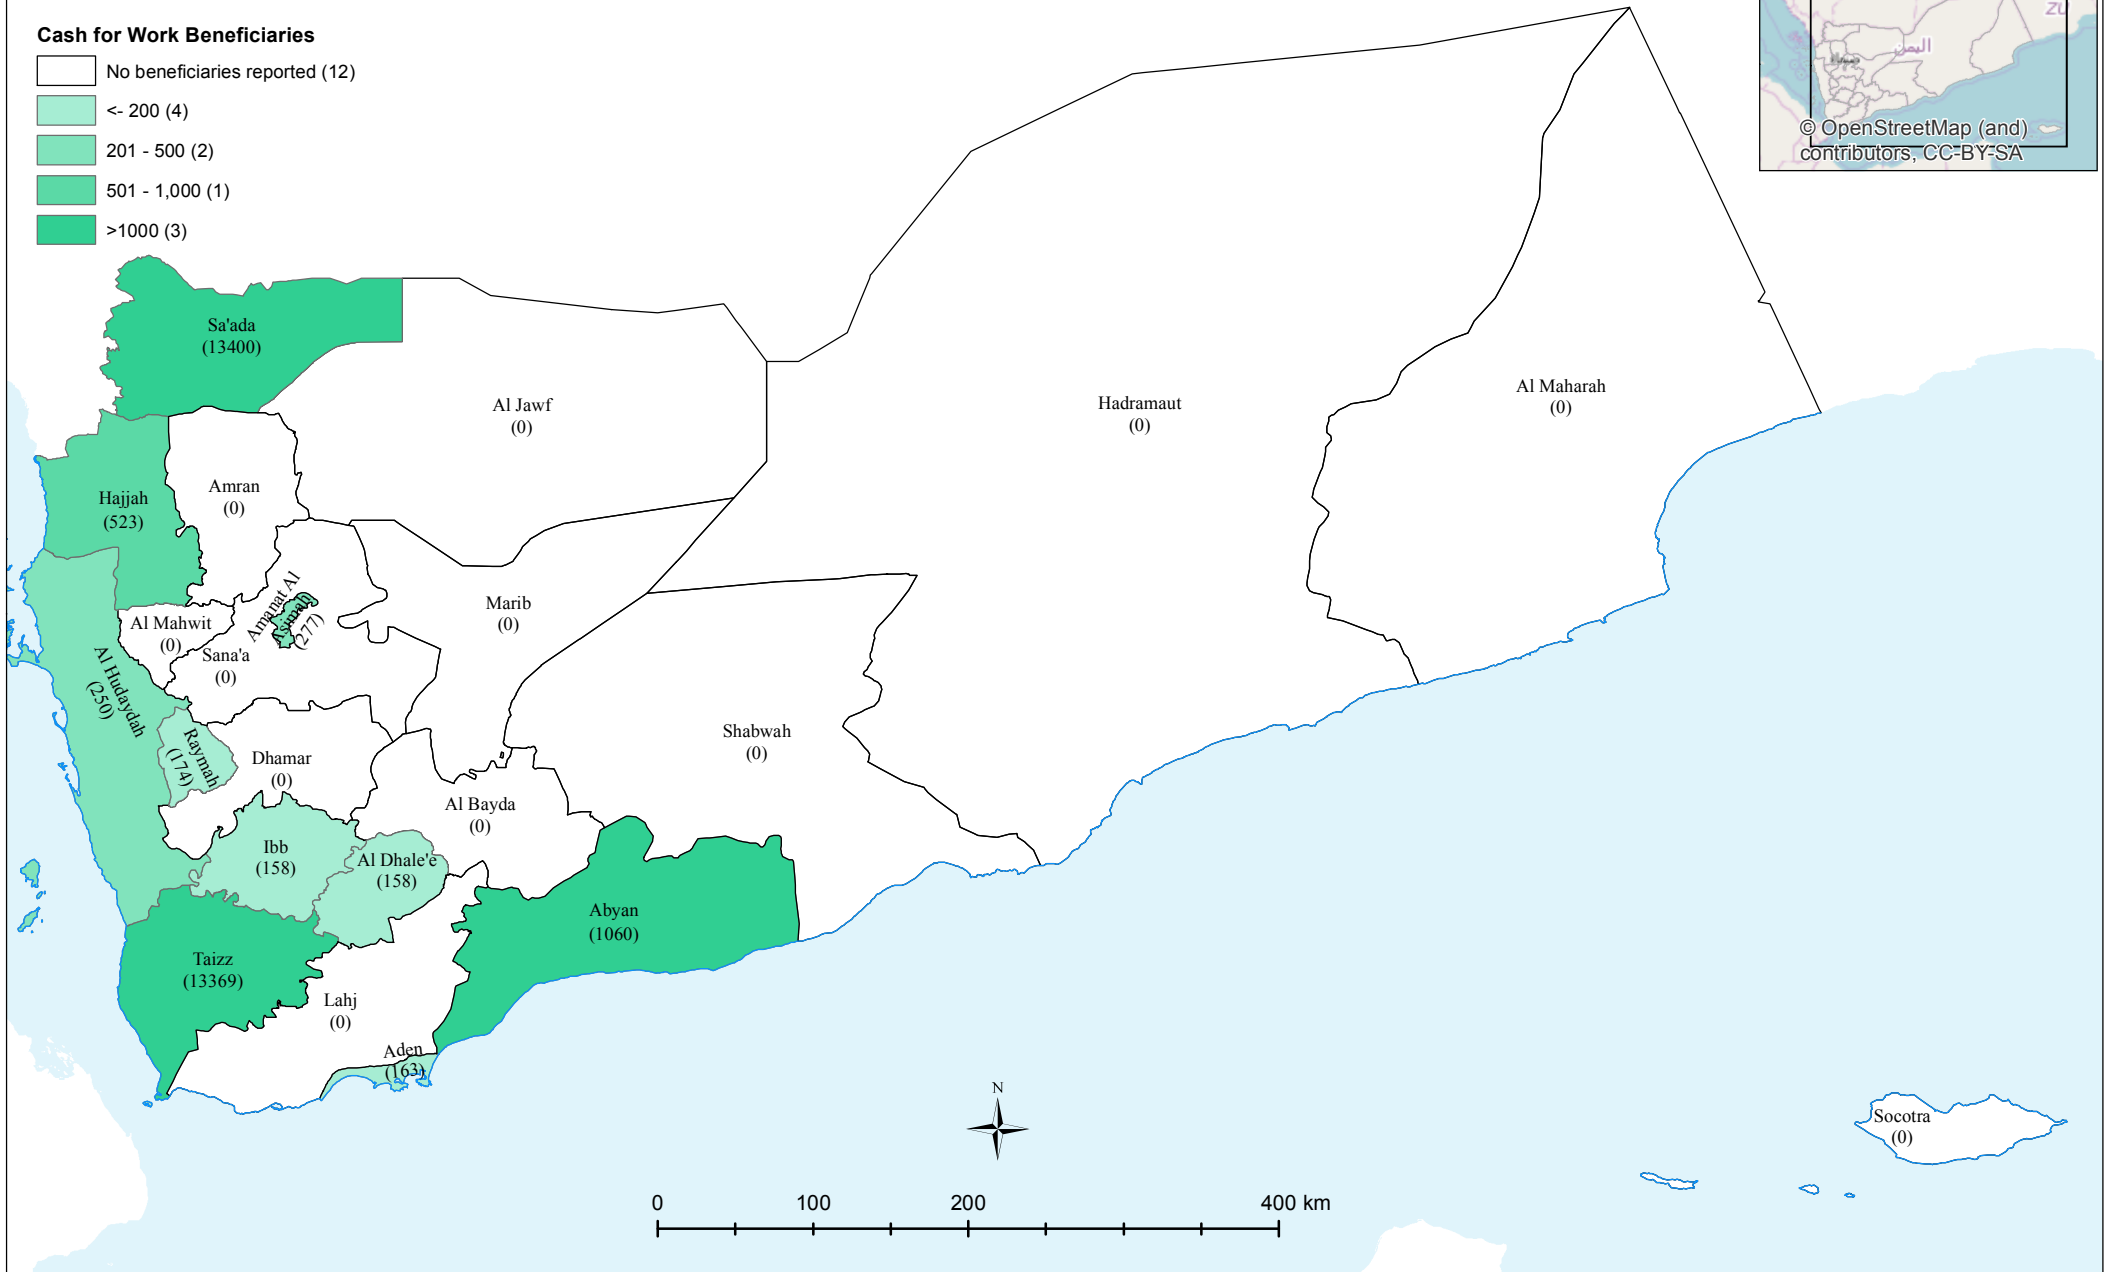 Cash for Work Beneficiaries
No beneficiaries reported (12)
<- 200 (4)
201 - 500 (2)
501 - 1,000 (1)
>1000 (3)
اليمن
© OpenStreetMap (and)
contributors, CC-BY-SA
Sa'ada
(13400)
Al Jawf
(0)
Hadramaut
(0)
Al Maharah
(0)
Hajjah
(523)
Amran
(0)
Amanat Al
Asimah
(277)
Marib
(0)
Al Mahwit
(0)
Sana'a
(0)
Al Hudaydah
(250)
Raymah
(174)
Dhamar
(0)
Shabwah
(0)
Al Bayda
(0)
Ibb
(158)
Al Dhale'e
(158)
Abyan
(1060)
Taizz
(13369)
Lahj
(0)
Aden
(163)
N
Socotra
(0)
0 100 200 400 km